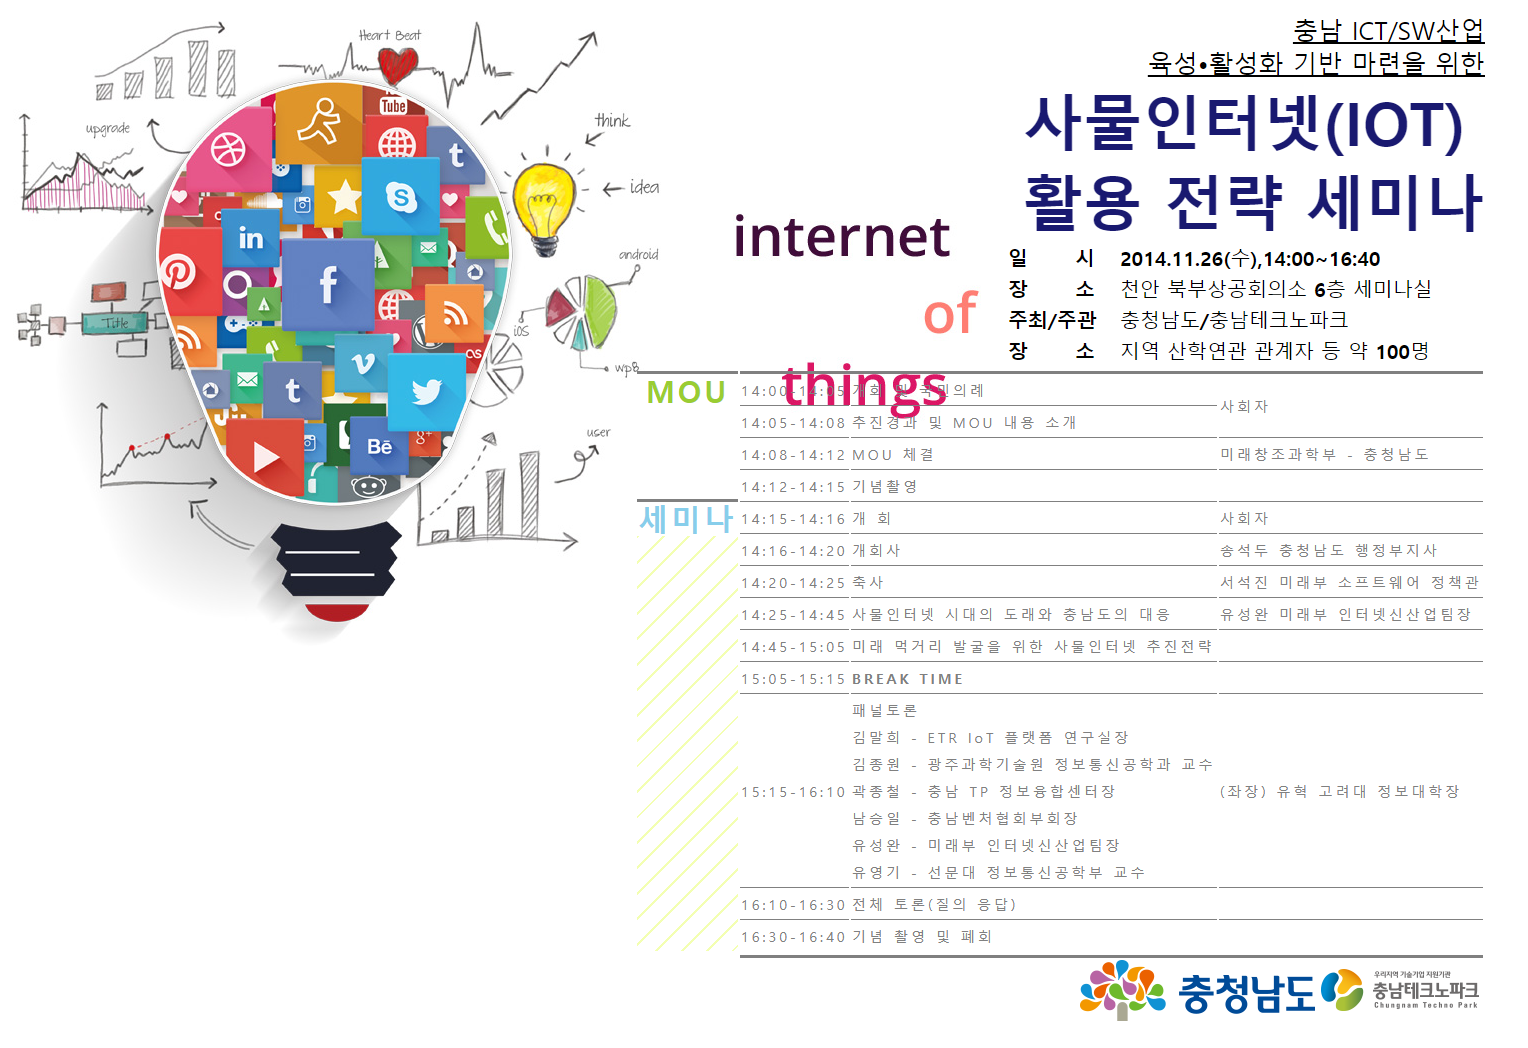 충남 ICT/SW산업
육성•활성화 기반 마련을 위한
사물인터넷(IOT)
활용 전략 세미나
일 시 2014.11.26(수),14:00~16:40
장 소 천안 북부상공회의소 6층 세미나실
주최/주관 충청남도/충남테크노파크
장 소 지역 산학연관 관계자 등 약 100명
internet
of
things
Heart Beat
upgrade
think
idea
android
iOS
wp8
user
Title
Tube
in
f
t
t
Bē
g+
MOU
14:00-14:05 개회 및 국민의례 사회자
14:05-14:08 추진경과 및 MOU 내용 소개
14:08-14:12 MOU 체결 미래창조과학부 - 충청남도
14:12-14:15 기념촬영
세미나
14:15-14:16 개 회 사회자
14:16-14:20 개회사 송석두 충청남도 행정부지사
14:20-14:25 축사 서석진 미래부 소프트웨어 정책관
14:25-14:45 사물인터넷 시대의 도래와 충남도의 대응 유성완 미래부 인터넷신산업팀장
14:45-15:05 미래 먹거리 발굴을 위한 사물인터넷 추진전략
15:05-15:15 BREAK TIME
패널토론
김말희 - ETR IoT 플랫폼 연구실장
김종원 - 광주과학기술원 정보통신공학과 교수
15:15-16:10 곽종철 - 충남 TP 정보융합센터장 (좌장) 유혁 고려대 정보대학장
남승일 - 충남벤처협회부회장
유성완 - 미래부 인터넷신산업팀장
유영기 - 선문대 정보통신공학부 교수
16:10-16:30 전체 토론(질의 응답)
16:30-16:40 기념 촬영 및 폐회
충청남도
우리지역 기술기업 지원기관
충남테크노파크
Chungnam Techno Park